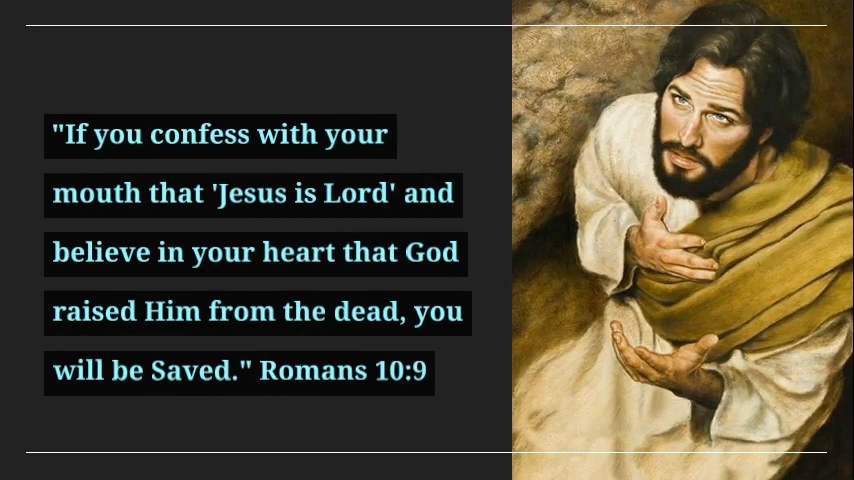 "If you confess with your
mouth that 'Jesus is Lord' and
believe in your heart that God
raised Him from the dead, you
will be Saved." Romans 10:9